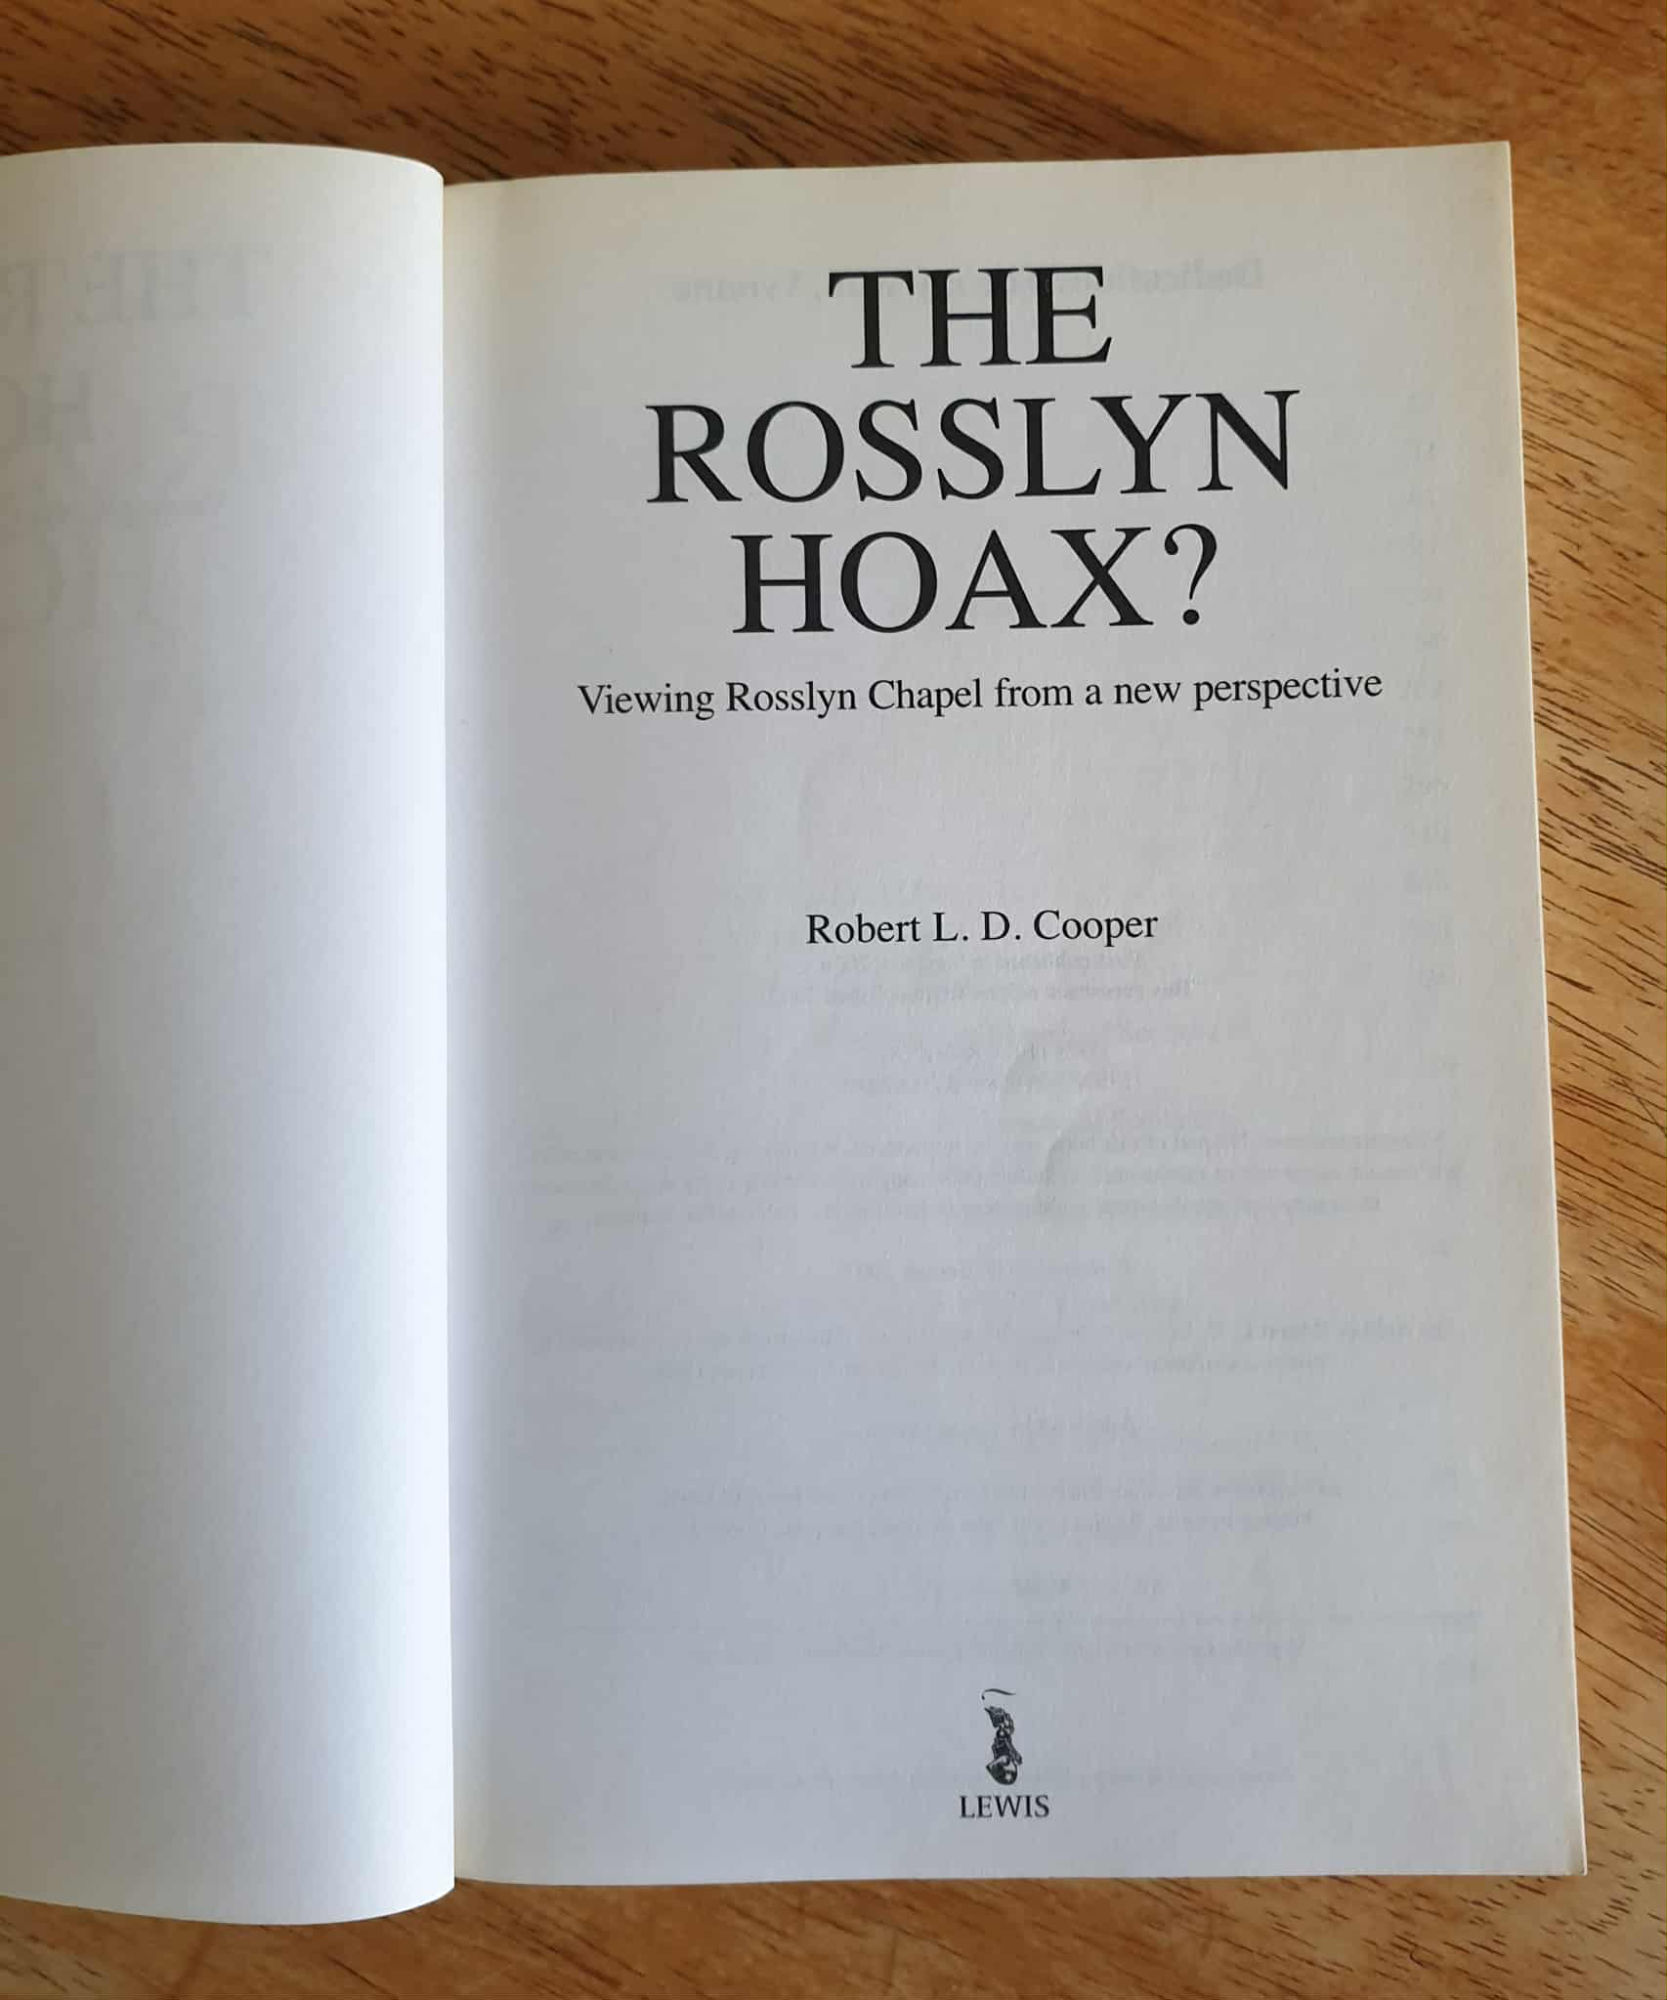 THE
ROSSLYN
HOAX?
Viewing Rosslyn Chapel from a new perspective
Robert L. D. Cooper
LEWIS